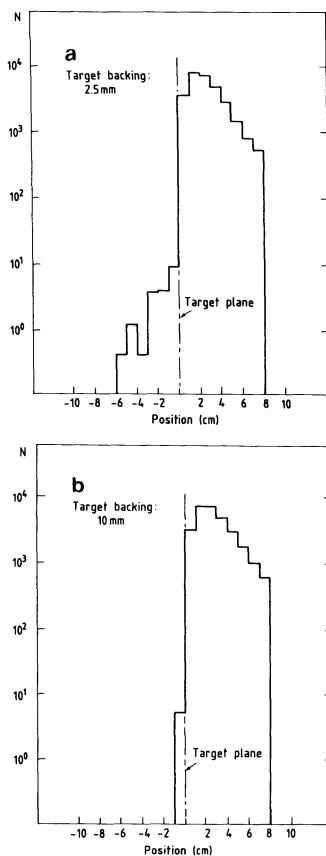 N
a
Target backing:
2.5 mm
10⁴
10³
10²
10¹
10⁰
Target plane
-10 -8 -6 -4 -2 2 4 6 8 10
Position (cm)
N
b
Target backing:
10 mm
10⁴
10³
10²
10¹
10⁰
Target plane
-10 -8 -6 -4 -2 2 4 6 8 10
Position (cm)